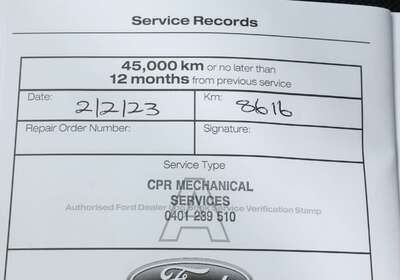 Service Records
45,000 km or no later than
12 months from previous service
Date: 2/2/23 Km: 8616
Repair Order Number: Signature:
Service Type
A
CPR MECHANICAL
SERVICES
Authorised Ford Dealer Service Verification Stamp
0401 239 510
Ford